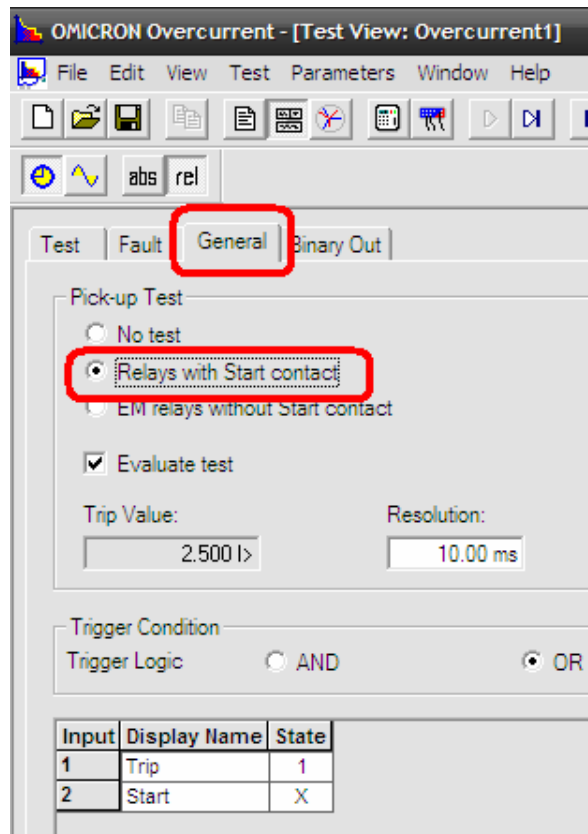 OMICRON Overcurrent - [Test View: Overcurrent1]
File Edit View Test Parameters Window Help
abs rel
Test Fault General Binary Out
Pick-up Test
No test
Relays with Start contact
EM relays without Start contact
Evaluate test
Trip Value: Resolution:
2.500 I> 10.00 ms
Trigger Condition
Trigger Logic AND OR
Input Display Name State
1 Trip 1
2 Start X